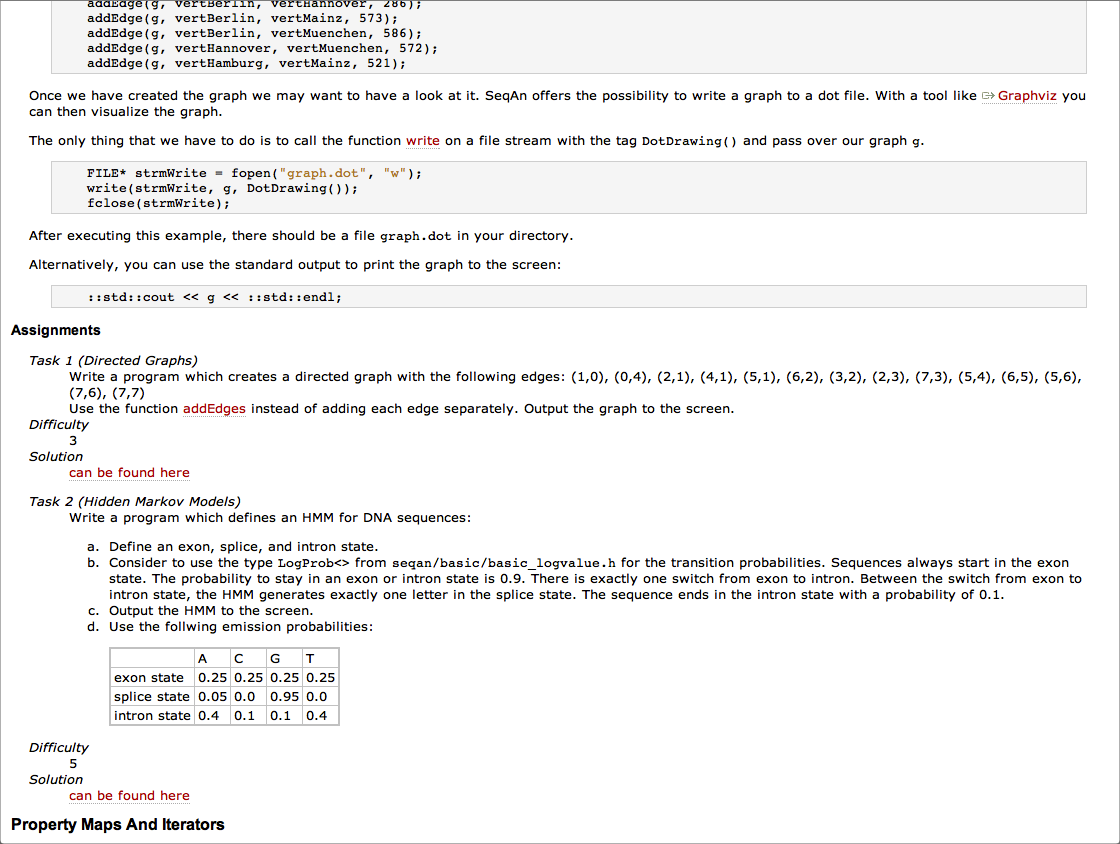 addEdge(g, vertBerlin, vertHannover, 286);
addEdge(g, vertBerlin, vertMainz, 573);
addEdge(g, vertBerlin, vertMuenchen, 586);
addEdge(g, vertHannover, vertMuenchen, 572);
addEdge(g, vertHamburg, vertMainz, 521);
Once we have created the graph we may want to have a look at it. SeqAn offers the possibility to write a graph to a dot file. With a tool like Graphviz you
can then visualize the graph.
The only thing that we have to do is to call the function write on a file stream with the tag DotDrawing() and pass over our graph g.
FILE* strmWrite = fopen("graph.dot", "w");
write(strmWrite, g, DotDrawing());
fclose(strmWrite);
After executing this example, there should be a file graph.dot in your directory.
Alternatively, you can use the standard output to print the graph to the screen:
::std::cout << g << ::std::endl;
Assignments
Task 1 (Directed Graphs)
Write a program which creates a directed graph with the following edges: (1,0), (0,4), (2,1), (4,1), (5,1), (6,2), (3,2), (2,3), (7,3), (5,4), (6,5), (5,6),
(7,6), (7,7)
Use the function addEdges instead of adding each edge separately. Output the graph to the screen.
Difficulty
3
Solution
can be found here
Task 2 (Hidden Markov Models)
Write a program which defines an HMM for DNA sequences:
a. Define an exon, splice, and intron state.
b. Consider to use the type LogProb<> from seqan/basic/basic_logvalue.h for the transition probabilities. Sequences always start in the exon
state. The probability to stay in an exon or intron state is 0.9. There is exactly one switch from exon to intron. Between the switch from exon to
intron state, the HMM generates exactly one letter in the splice state. The sequence ends in the intron state with a probability of 0.1.
c. Output the HMM to the screen.
d. Use the follwing emission probabilities:
A C G T
exon state 0.25 0.25 0.25 0.25
splice state 0.05 0.0 0.95 0.0
intron state 0.4 0.1 0.1 0.4
Difficulty
5
Solution
can be found here
Property Maps And Iterators